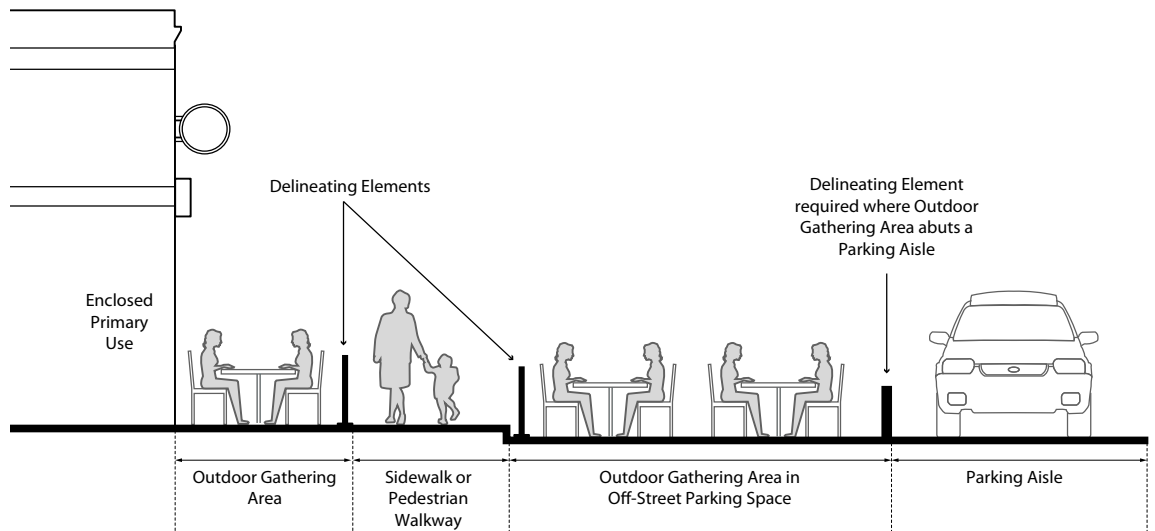 Delineating Elements
Delineating Element
required where Outdoor
Gathering Area abuts a
Parking Aisle
Enclosed
Primary
Use
Outdoor Gathering
Area
Sidewalk or
Pedestrian
Walkway
Outdoor Gathering Area in
Off-Street Parking Space
Parking Aisle